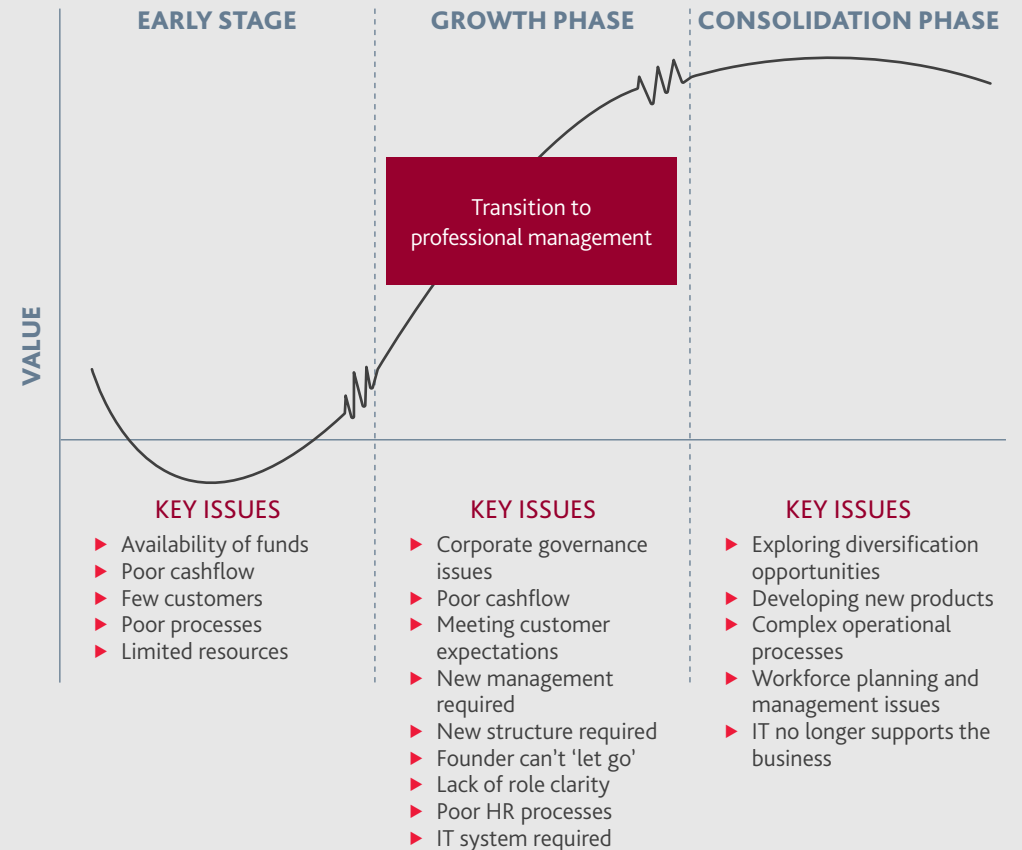 EARLY STAGE
GROWTH PHASE
CONSOLIDATION PHASE
VALUE
Transition to
professional management
KEY ISSUES
Availability of funds
Poor cashflow
Few customers
Poor processes
Limited resources
KEY ISSUES
Corporate governance
issues
Poor cashflow
Meeting customer
expectations
New management
required
New structure required
Founder can’t ‘let go’
Lack of role clarity
Poor HR processes
IT system required
KEY ISSUES
Exploring diversification
opportunities
Developing new products
Complex operational
processes
Workforce planning and
management issues
IT no longer supports the
business